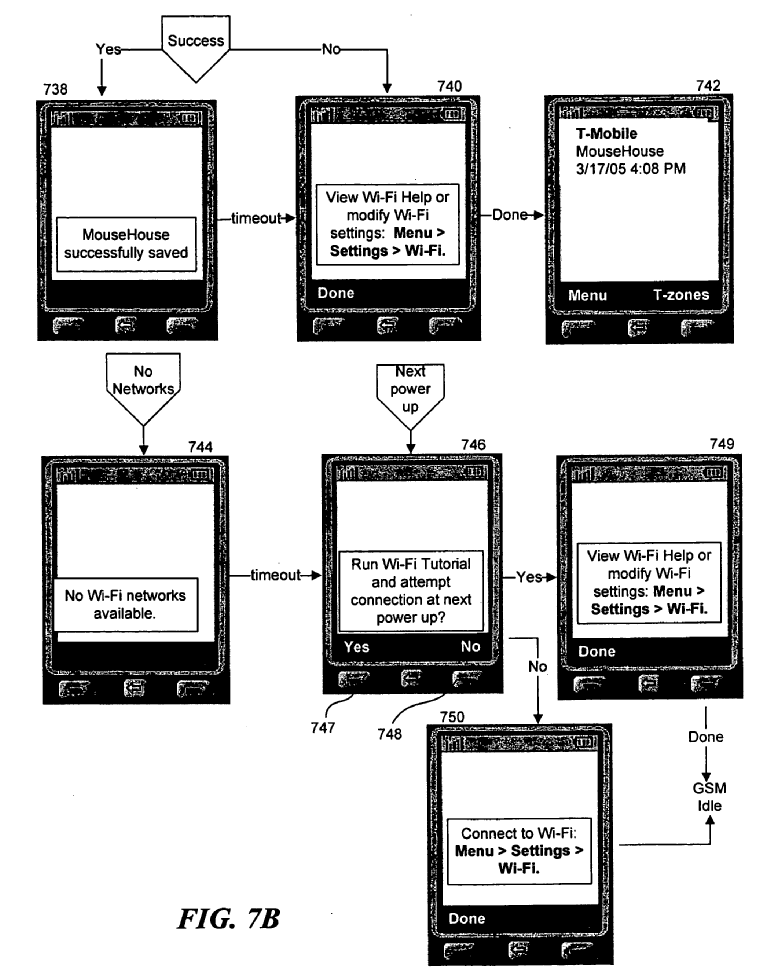 Success
Yes
No
738
740
742
MouseHouse
successfully saved
timeout
View Wi-Fi Help or
modify Wi-Fi
settings: Menu >
Settings > Wi-Fi.
Done
Done
T-Mobile
MouseHouse
3/17/05 4:08 PM
Menu
T-zones
No
Networks
Next
power
up
744
746
749
No Wi-Fi networks
available.
timeout
Run Wi-Fi Tutorial
and attempt
connection at next
power up?
Yes
No
Yes
View Wi-Fi Help or
modify Wi-Fi
settings: Menu >
Settings > Wi-Fi.
Done
No
747
748
750
Done
GSM
Idle
Connect to Wi-Fi:
Menu > Settings >
Wi-Fi.
Done
FIG. 7B